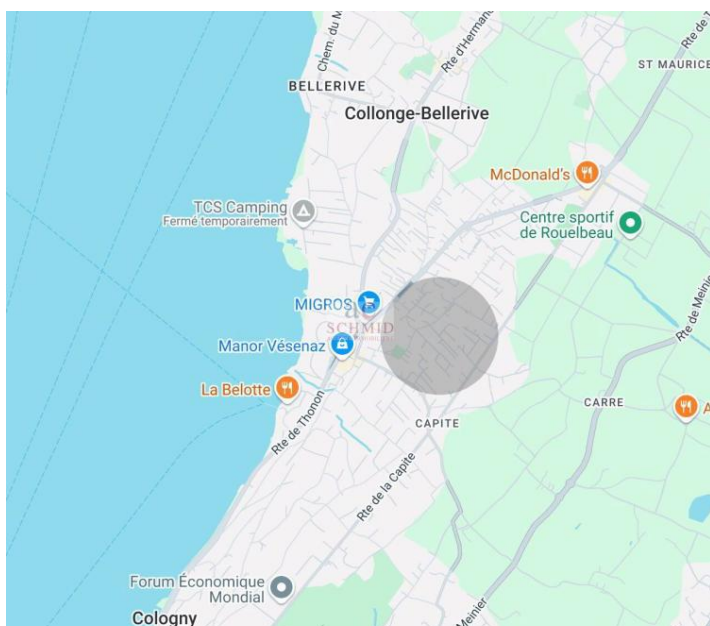 Chem. du M
Rte d'Herman
Rte de T
ST MAURICE
BELLERIVE
Collonge-Bellerive
McDonald's
TCS Camping
Fermé temporairement
Centre sportif
de Rouelbeau
MIGROS
SCHMID
Manor Vésenaz
Rte de Meinier
La Belotte
Rte de Thonon
CAPITE
CARRE
A
Rte de la Capite
Forum Économique
Mondial
Meinier
Cologny